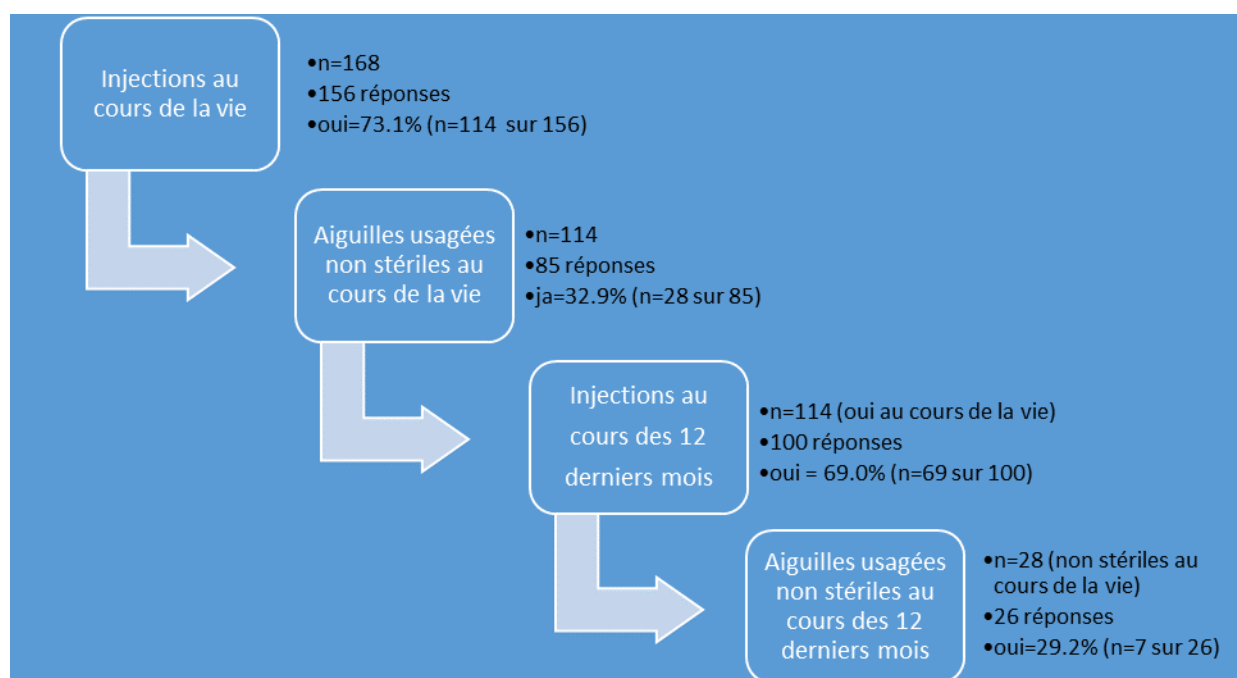 Injections au
cours de la vie
•n=168
•156 réponses
•oui=73.1% (n=114 sur 156)
Aiguilles usagées
non stériles au
cours de la vie
•n=114
•85 réponses
•ja=32.9% (n=28 sur 85)
Injections au
cours des 12
derniers mois
•n=114 (oui au cours de la vie)
•100 réponses
•oui = 69.0% (n=69 sur 100)
Aiguilles usagées
non stériles au
cours des 12
derniers mois
•n=28 (non stériles au
cours de la vie)
•26 réponses
•oui=29.2% (n=7 sur 26)